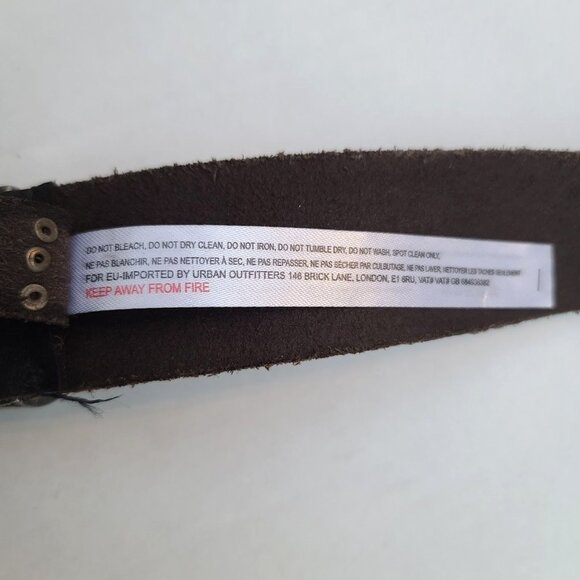 DO NOT BLEACH, DO NOT DRY CLEAN, DO NOT IRON, DO NOT TUMBLE DRY, DO NOT WASH, SPOT CLEAN ONLY,
NE PAS BLANCHIR, NE PAS NETTOYER À SEC, NE PAS REPASSER, NE PAS SÉCHER PAR CULBUTAGE, NE PAS LAVER, NETTOYER LES TACHES SEULEMENT
FOR EU-IMPORTED BY URBAN OUTFITTERS 146 BRICK LANE, LONDON, E1 6RU, VAT# VAT# GB
KEEP AWAY FROM FIRE